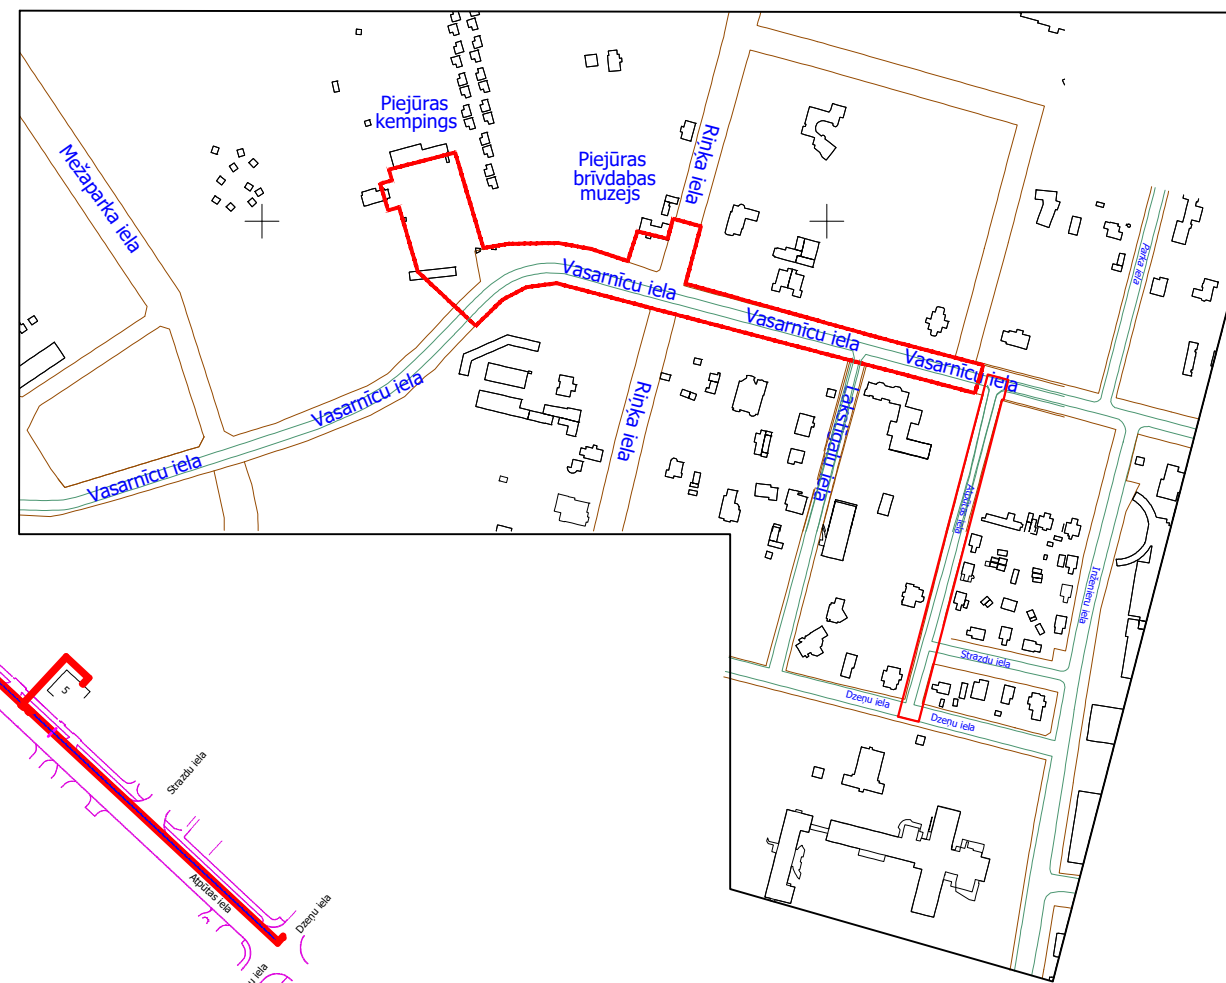 Piejūras
kempings
Mežaparka iela
Piejūras
brīvdabas
muzejs
Riņķa iela
Parka iela
Vasarnīcu iela
Vasarnīcu iela
Vasarnīcu iela
Vasarnīcu iela
Vasarnīcu iela
Riņķa iela
Lakstīgalu iela
Atpūtas iela
Inženieru iela
Strazdu iela
Dzeņu iela
Dzeņu iela
5
Strazdu iela
Atpūtas iela
Dzeņu iela
u iela